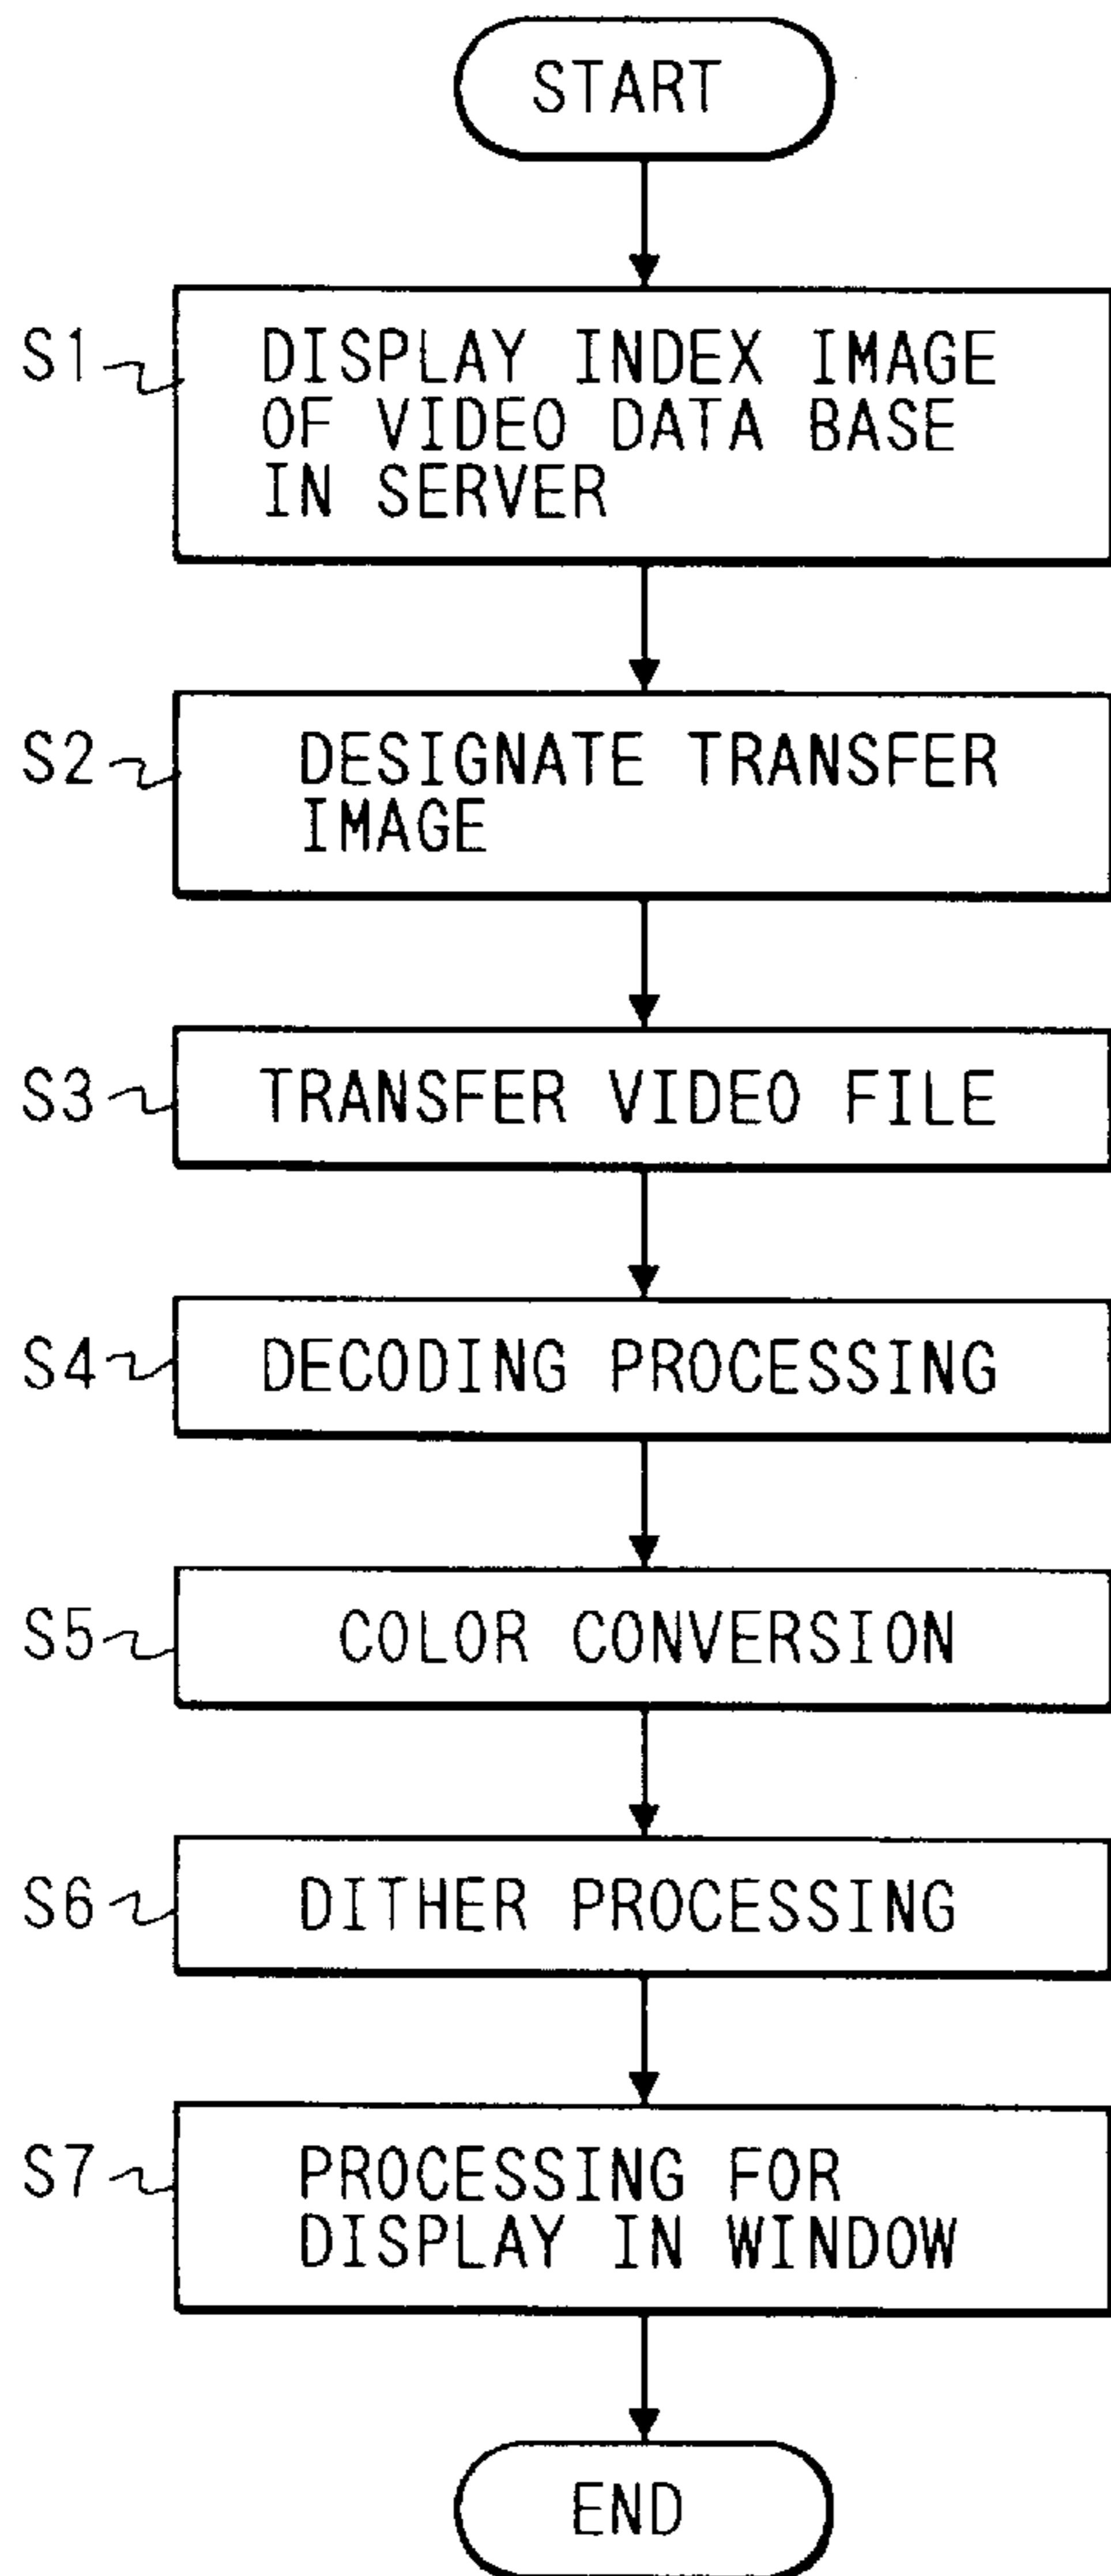 START
S1
DISPLAY INDEX IMAGE
OF VIDEO DATA BASE
IN SERVER
S2
DESIGNATE TRANSFER
IMAGE
S3
TRANSFER VIDEO FILE
S4
DECODING PROCESSING
S5
COLOR CONVERSION
S6
DITHER PROCESSING
S7
PROCESSING FOR
DISPLAY IN WINDOW
END